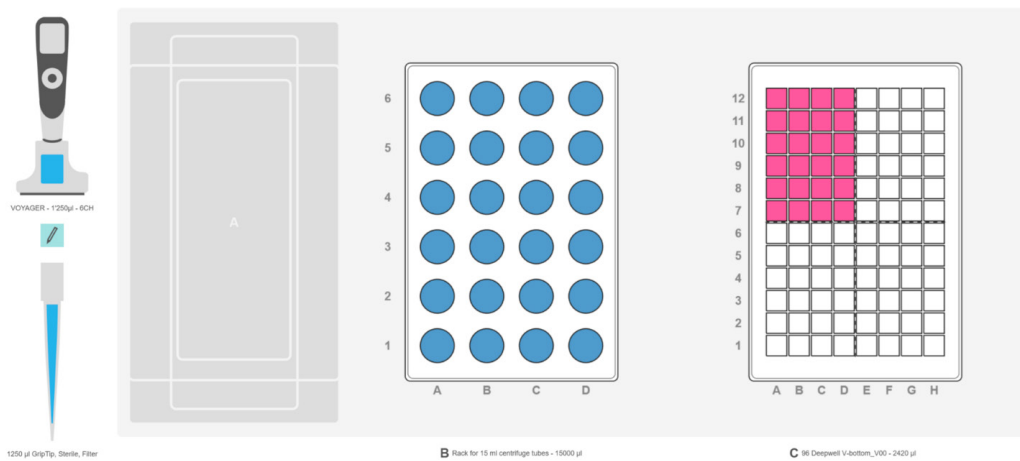 VOYAGER - 1'250µl - 6CH
1250 µl GripTip, Sterile, Filter
A
6
5
4
3
2
1
A B C D
B Rack for 15 ml centrifuge tubes - 15000 µl
12
11
10
9
8
7
6
5
4
3
2
1
A B C D E F G H
C 96 Deepwell V-bottom_V00 - 2420 µl